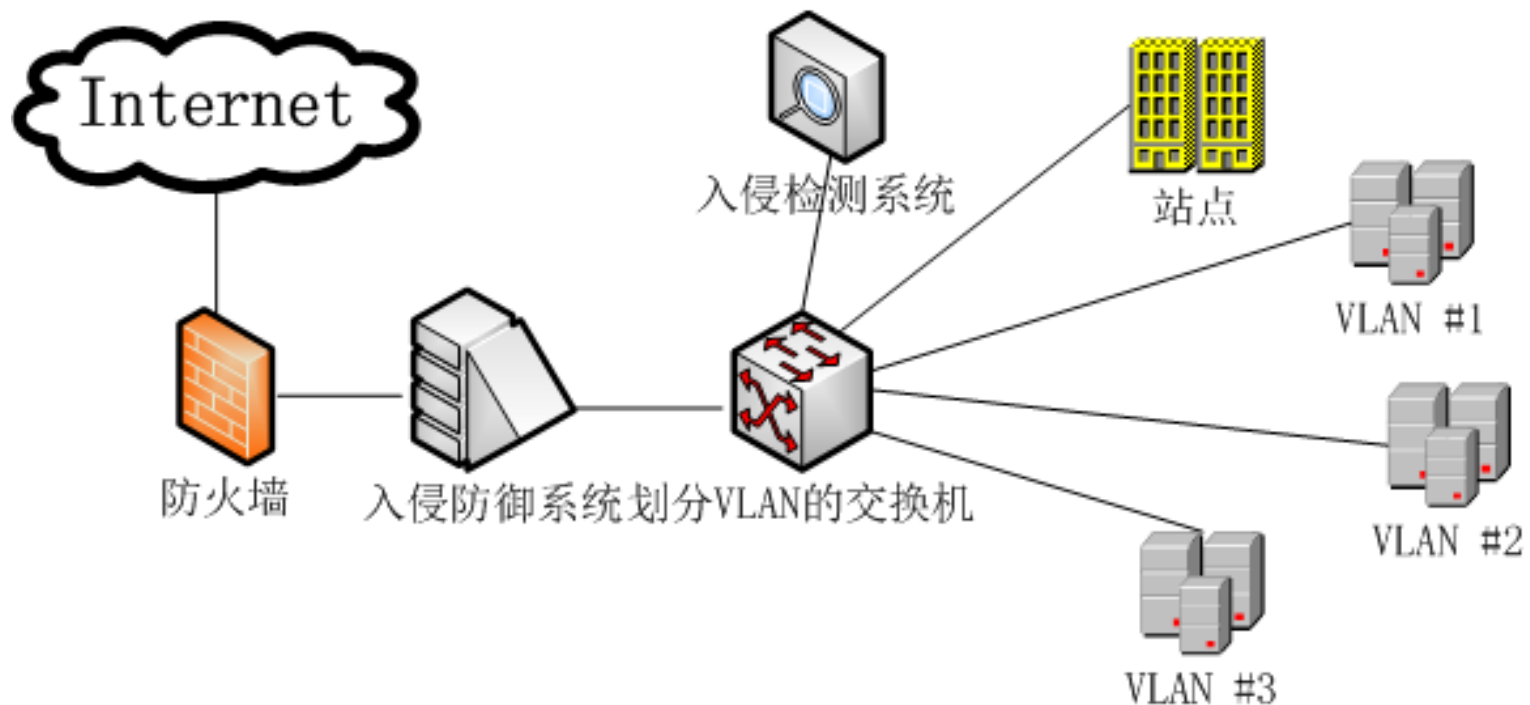 Internet
入侵检测系统
站点
VLAN #1
防火墙
入侵防御系统
划分VLAN的交换机
VLAN #2
VLAN #3